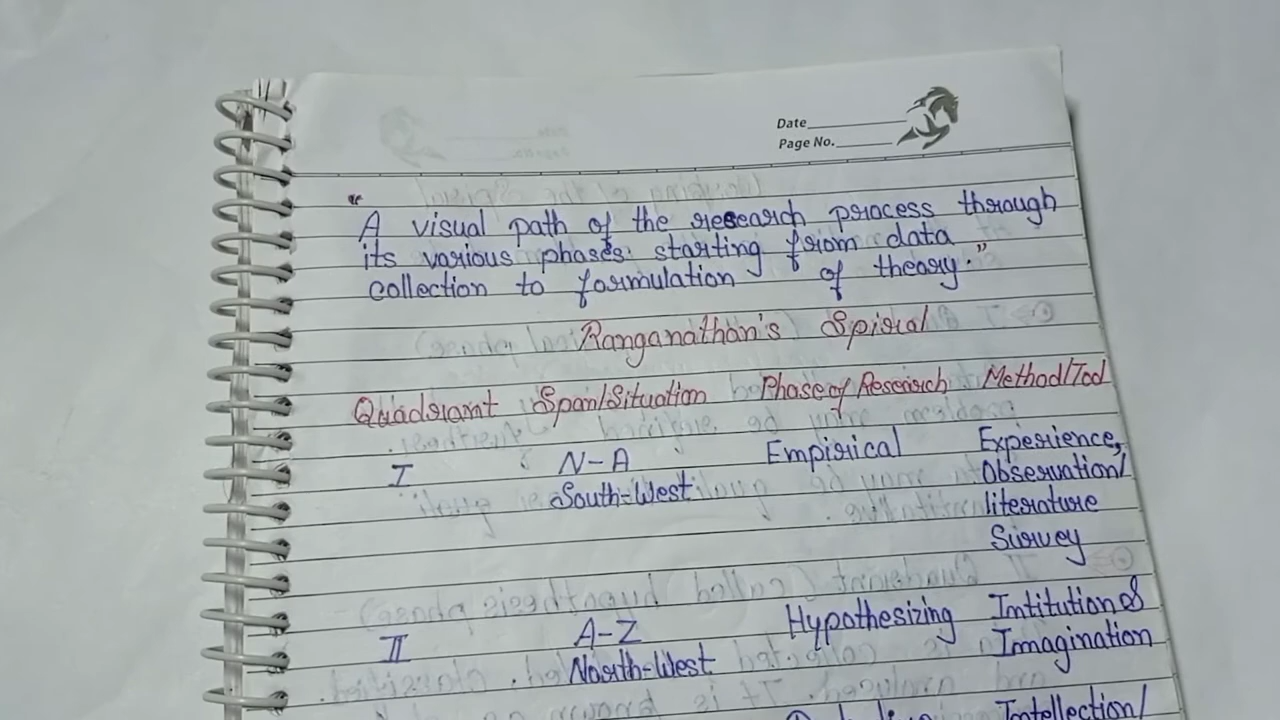 Date
Page No.
"A visual path of the research process through
its various phases starting from data
collection to formulation of theory."
Ranganathan's Spiral
Quadrant Span/Situation Phase of Reserirch Method/Tool
I N-A Empirical Experience,
South-West Observation/
literature
Survey
II A-Z Hypothesizing Intitution &
North-West Imagination
Intellection/